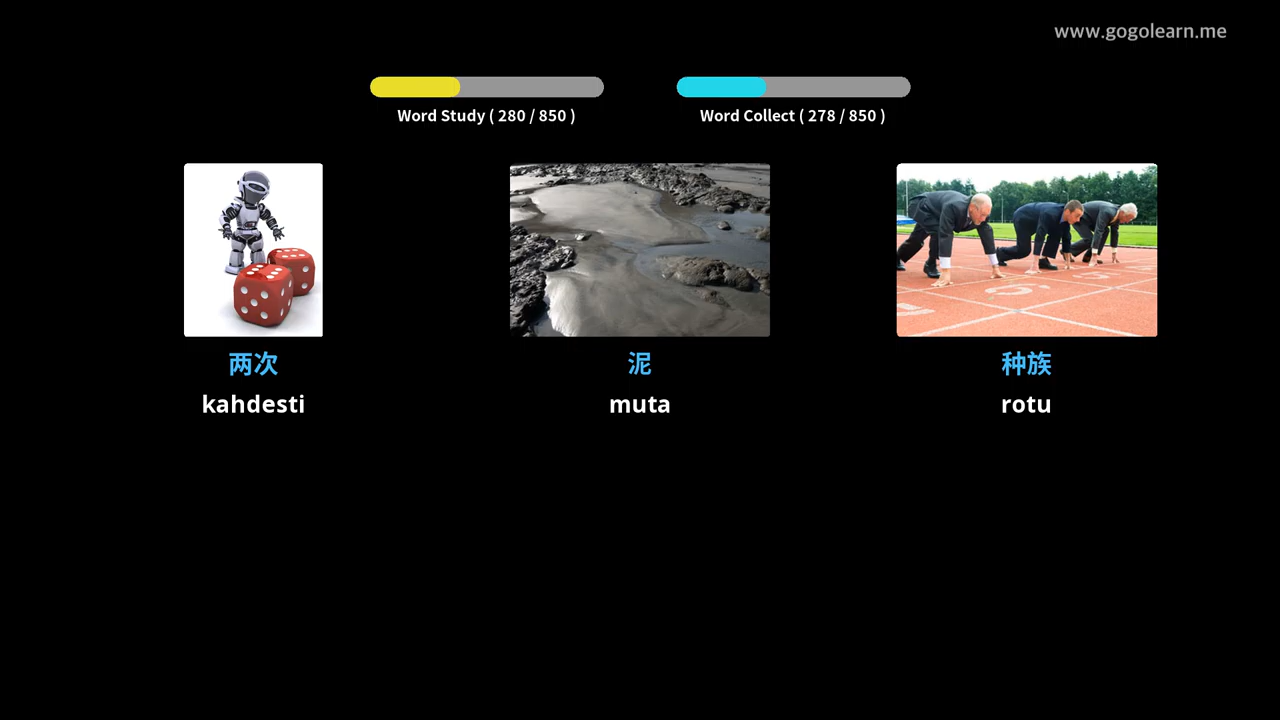 www.gogolearn.me
Word Study ( 280 / 850 )
Word Collect ( 278 / 850 )
两次
kahdesti
泥
muta
种族
rotu